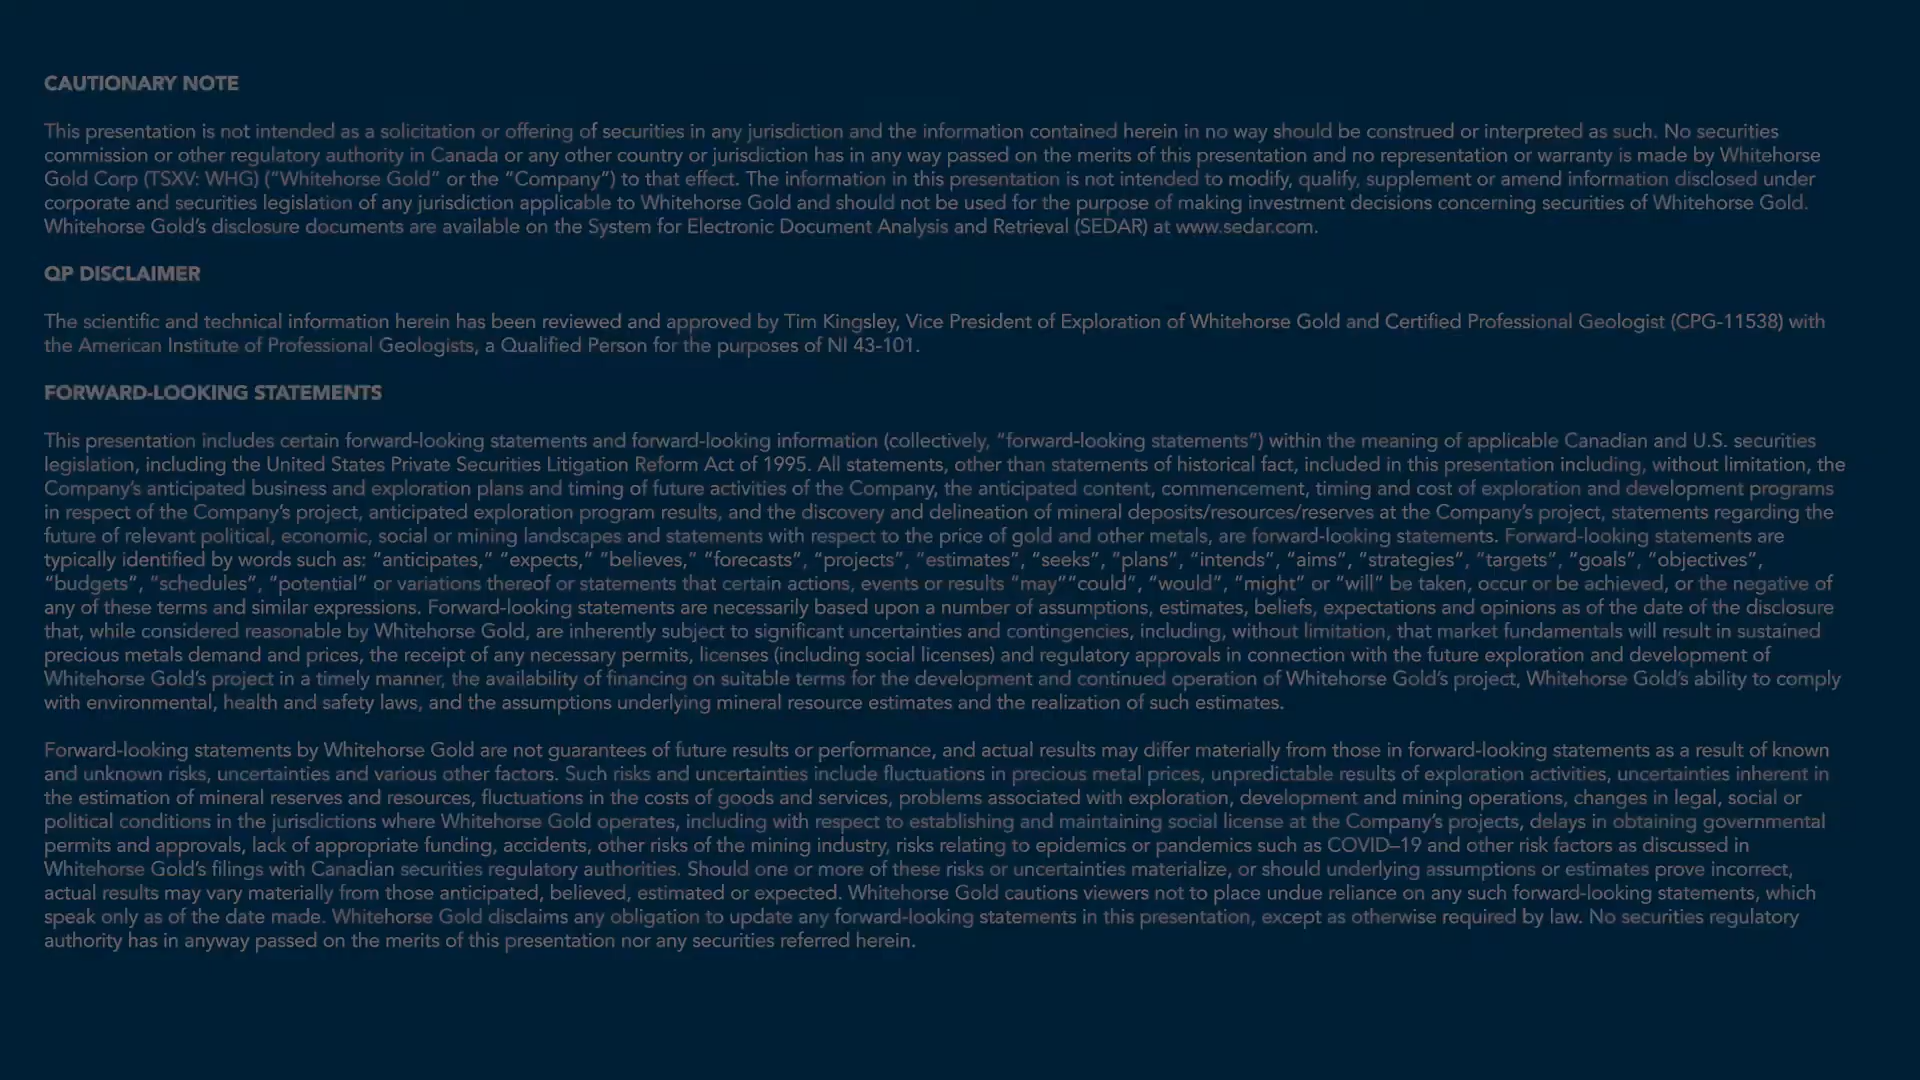 CAUTIONARY NOTE
This presentation is not intended as a solicitation or offering of securities in any jurisdiction and the information contained herein in no way should be construed or interpreted as such. No securities
commission or other regulatory authority in Canada or any other country or jurisdiction has in any way passed on the merits of this presentation and no representation or warranty is made by Whitehorse
Gold Corp (TSXV: WHG) (“Whitehorse Gold” or the “Company”) to that effect. The information in this presentation is not intended to modify, qualify, supplement or amend information disclosed under
corporate and securities legislation of any jurisdiction applicable to Whitehorse Gold and should not be used for the purpose of making investment decisions concerning securities of Whitehorse Gold.
Whitehorse Gold’s disclosure documents are available on the System for Electronic Document Analysis and Retrieval (SEDAR) at www.sedar.com.
QP DISCLAIMER
The scientific and technical information herein has been reviewed and approved by Tim Kingsley, Vice President of Exploration of Whitehorse Gold and Certified Professional Geologist (CPG-11538) with
the American Institute of Professional Geologists, a Qualified Person for the purposes of NI 43-101.
FORWARD-LOOKING STATEMENTS
This presentation includes certain forward-looking statements and forward-looking information (collectively, “forward-looking statements”) within the meaning of applicable Canadian and U.S. securities
legislation, including the United States Private Securities Litigation Reform Act of 1995. All statements, other than statements of historical fact, included in this presentation including, without limitation, the
Company’s anticipated business and exploration plans and timing of future activities of the Company, the anticipated content, commencement, timing and cost of exploration and development programs
in respect of the Company’s project, anticipated exploration program results, and the discovery and delineation of mineral deposits/resources/reserves at the Company’s project, statements regarding the
future of relevant political, economic, social or mining landscapes and statements with respect to the price of gold and other metals, are forward-looking statements. Forward-looking statements are
typically identified by words such as: “anticipates,” “expects,” “believes,” “forecasts”, “projects”, “estimates”, “seeks”, “plans”, “intends”, “aims”, “strategies”, “targets”, “goals”, “objectives”,
“budgets”, “schedules”, “potential” or variations thereof or statements that certain actions, events or results “may”“could”, “would”, “might” or “will” be taken, occur or be achieved, or the negative of
any of these terms and similar expressions. Forward-looking statements are necessarily based upon a number of assumptions, estimates, beliefs, expectations and opinions as of the date of the disclosure
that, while considered reasonable by Whitehorse Gold, are inherently subject to significant uncertainties and contingencies, including, without limitation, that market fundamentals will result in sustained
precious metals demand and prices, the receipt of any necessary permits, licenses (including social licenses) and regulatory approvals in connection with the future exploration and development of
Whitehorse Gold’s project in a timely manner, the availability of financing on suitable terms for the development and continued operation of Whitehorse Gold’s project, Whitehorse Gold’s ability to comply
with environmental, health and safety laws, and the assumptions underlying mineral resource estimates and the realization of such estimates.
Forward-looking statements by Whitehorse Gold are not guarantees of future results or performance, and actual results may differ materially from those in forward-looking statements as a result of known
and unknown risks, uncertainties and various other factors. Such risks and uncertainties include fluctuations in precious metal prices, unpredictable results of exploration activities, uncertainties inherent in
the estimation of mineral reserves and resources, fluctuations in the costs of goods and services, problems associated with exploration, development and mining operations, changes in legal, social or
political conditions in the jurisdictions where Whitehorse Gold operates, including with respect to establishing and maintaining social license at the Company’s projects, delays in obtaining governmental
permits and approvals, lack of appropriate funding, accidents, other risks of the mining industry, risks relating to epidemics or pandemics such as COVID–19 and other risk factors as discussed in
Whitehorse Gold’s filings with Canadian securities regulatory authorities. Should one or more of these risks or uncertainties materialize, or should underlying assumptions or estimates prove incorrect,
actual results may vary materially from those anticipated, believed, estimated or expected. Whitehorse Gold cautions viewers not to place undue reliance on any such forward-looking statements, which
speak only as of the date made. Whitehorse Gold disclaims any obligation to update any forward-looking statements in this presentation, except as otherwise required by law. No securities regulatory
authority has in anyway passed on the merits of this presentation nor any securities referred herein.